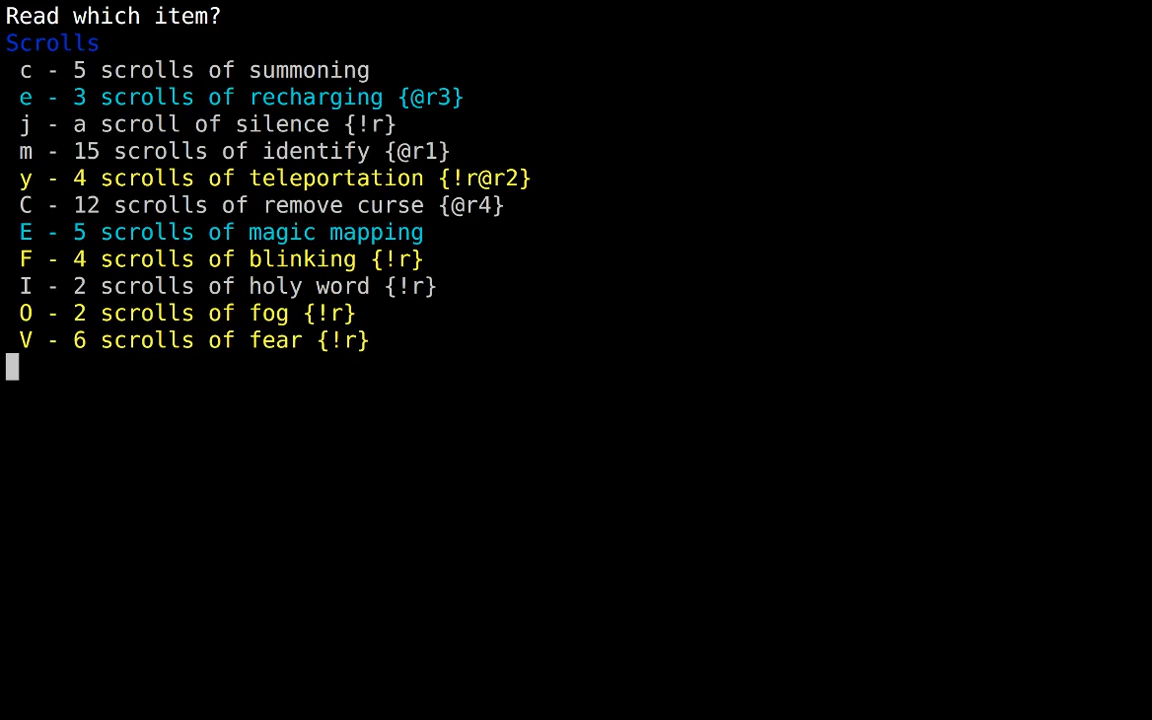 Read which item?
Scrolls
c - 5 scrolls of summoning
e - 3 scrolls of recharging {@r3}
j - a scroll of silence {!r}
m - 15 scrolls of identify {@r1}
y - 4 scrolls of teleportation {!r@r2}
C - 12 scrolls of remove curse {@r4}
E - 5 scrolls of magic mapping
F - 4 scrolls of blinking {!r}
I - 2 scrolls of holy word {!r}
O - 2 scrolls of fog {!r}
V - 6 scrolls of fear {!r}